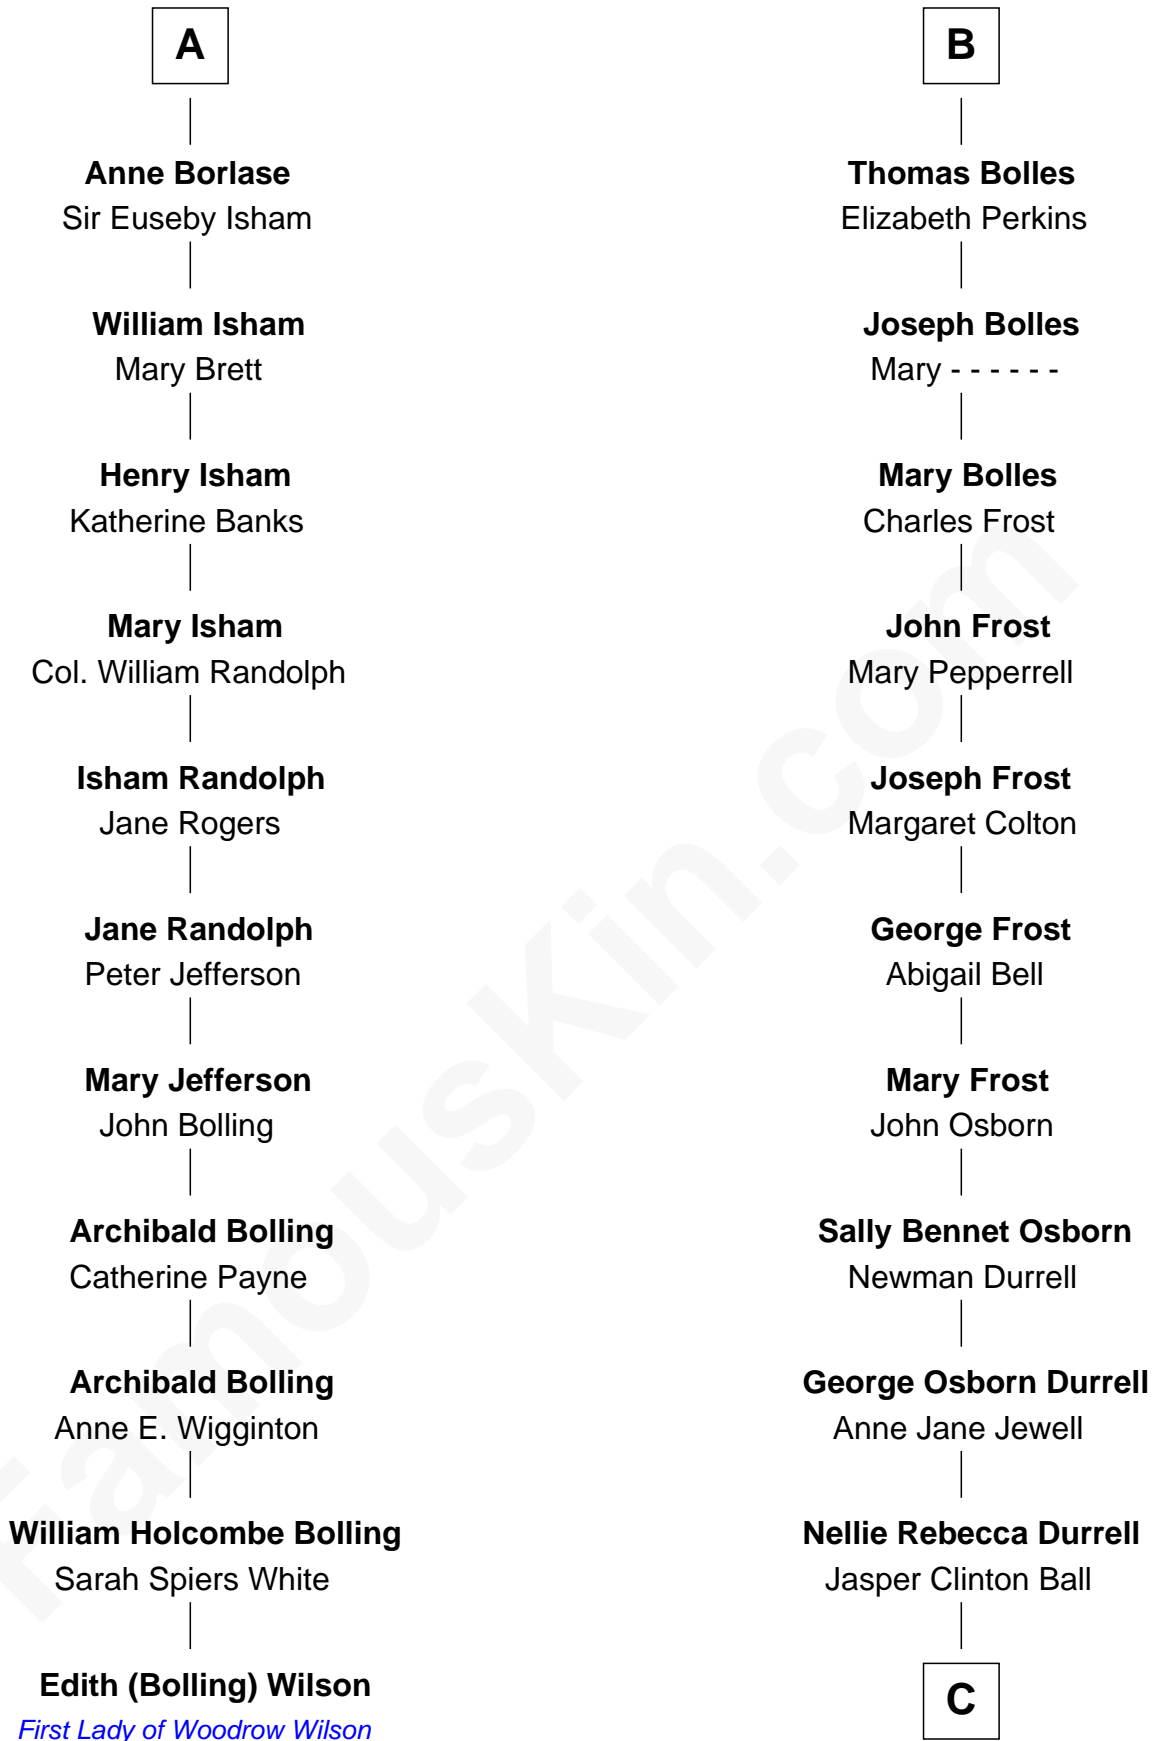 A
Anne Borlase
Sir Euseby Isham
William Isham
Mary Brett
Henry Isham
Katherine Banks
Mary Isham
Col. William Randolph
Isham Randolph
Jane Rogers
Jane Randolph
Peter Jefferson
Mary Jefferson
John Bolling
Archibald Bolling
Catherine Payne
Archibald Bolling
Anne E. Wigginton
William Holcombe Bolling
Sarah Spiers White
Edith (Bolling) Wilson
First Lady of Woodrow Wilson
B
Thomas Bolles
Elizabeth Perkins
Joseph Bolles
Mary - - - - - -
Mary Bolles
Charles Frost
John Frost
Mary Pepperrell
Joseph Frost
Margaret Colton
George Frost
Abigail Bell
Mary Frost
John Osborn
Sally Bennet Osborn
Newman Durrell
George Osborn Durrell
Anne Jane Jewell
Nellie Rebecca Durrell
Jasper Clinton Ball
C
FamousKin.com